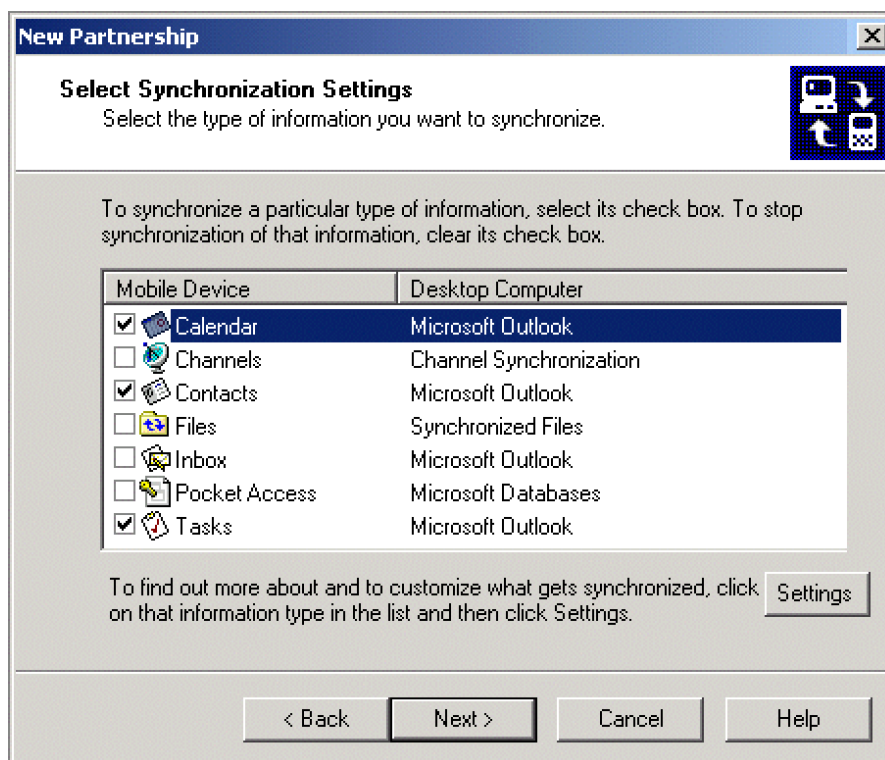 New Partnership
Select Synchronization Settings
Select the type of information you want to synchronize.
To synchronize a particular type of information, select its check box. To stop
synchronization of that information, clear its check box.
Mobile Device Desktop Computer
Calendar Microsoft Outlook
Channels Channel Synchronization
Contacts Microsoft Outlook
Files Synchronized Files
Inbox Microsoft Outlook
Pocket Access Microsoft Databases
Tasks Microsoft Outlook
To find out more about and to customize what gets synchronized, click
on that information type in the list and then click Settings.
Settings
< Back Next > Cancel Help